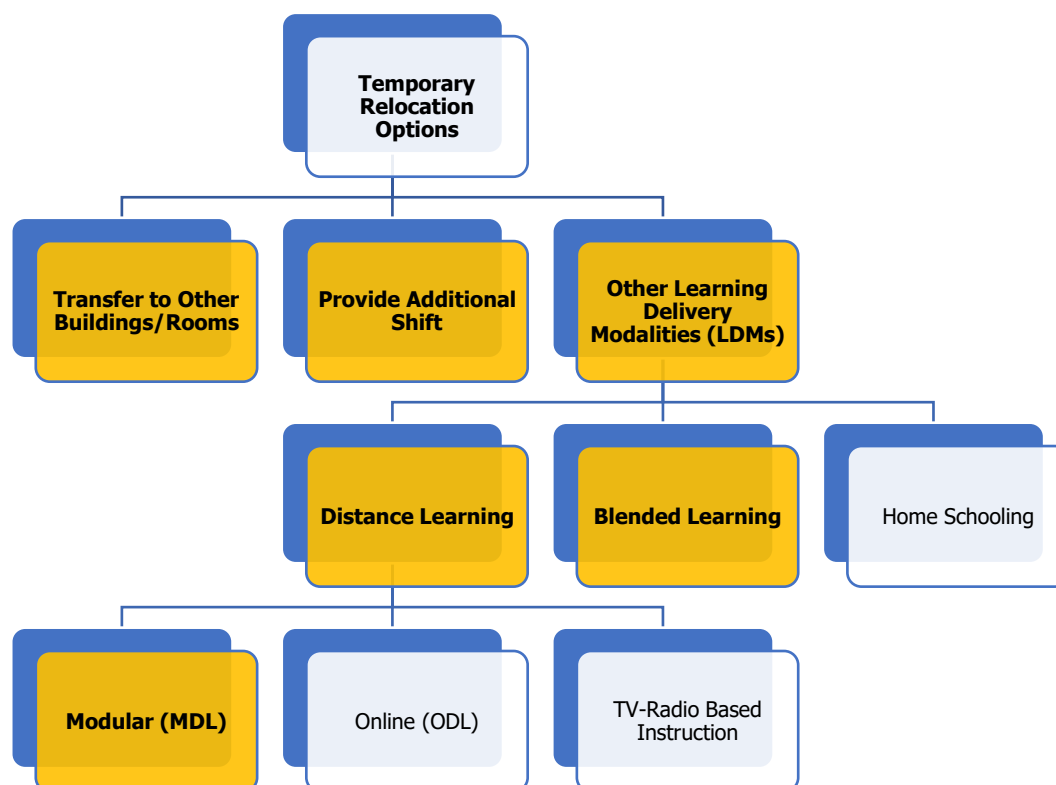 Temporary
Relocation
Options
Transfer to Other
Buildings/Rooms
Provide Additional
Shift
Other Learning
Delivery
Modalities (LDMs)
Distance Learning
Blended Learning
Home Schooling
Modular (MDL)
Online (ODL)
TV-Radio Based
Instruction